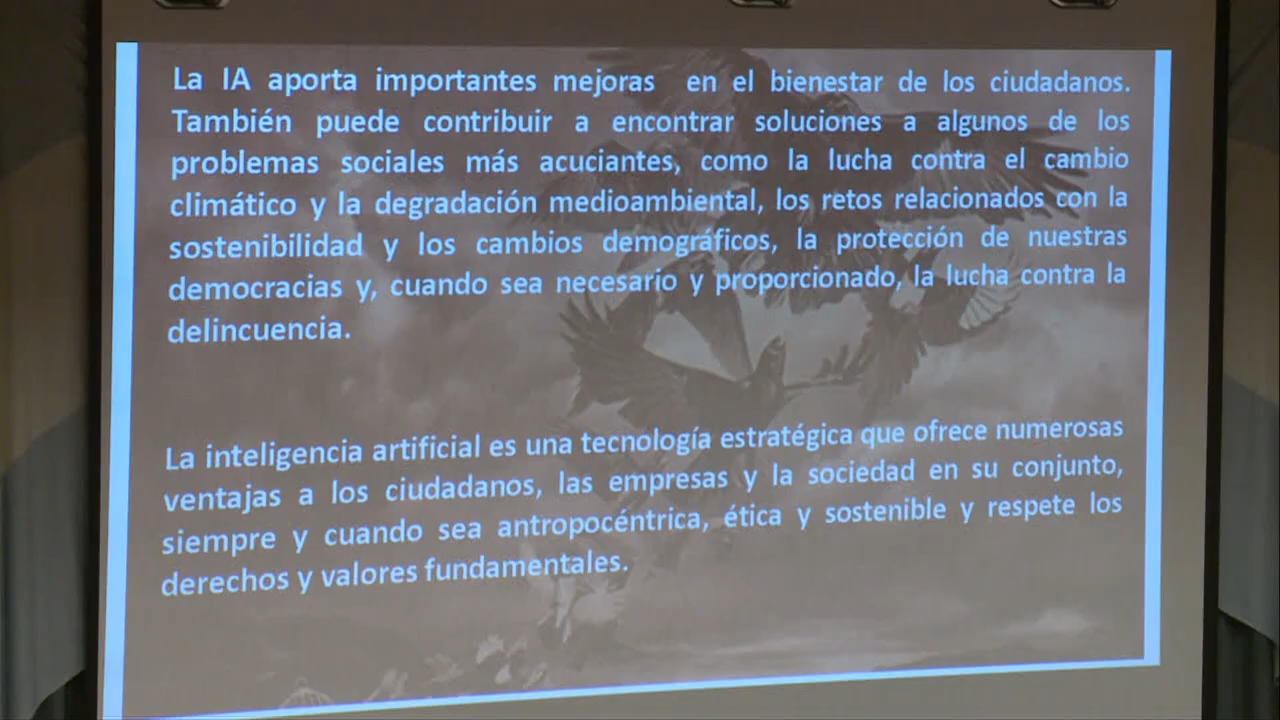 La IA aporta importantes mejoras en el bienestar de los ciudadanos.
También puede contribuir a encontrar soluciones a algunos de los
problemas sociales más acuciantes, como la lucha contra el cambio
climático y la degradación medioambiental, los retos relacionados con la
sostenibilidad y los cambios demográficos, la protección de nuestras
democracias y, cuando sea necesario y proporcionado, la lucha contra la
delincuencia.
La inteligencia artificial es una tecnología estratégica que ofrece numerosas
ventajas a los ciudadanos, las empresas y la sociedad en su conjunto,
siempre y cuando sea antropocéntrica, ética y sostenible y respete los
derechos y valores fundamentales.